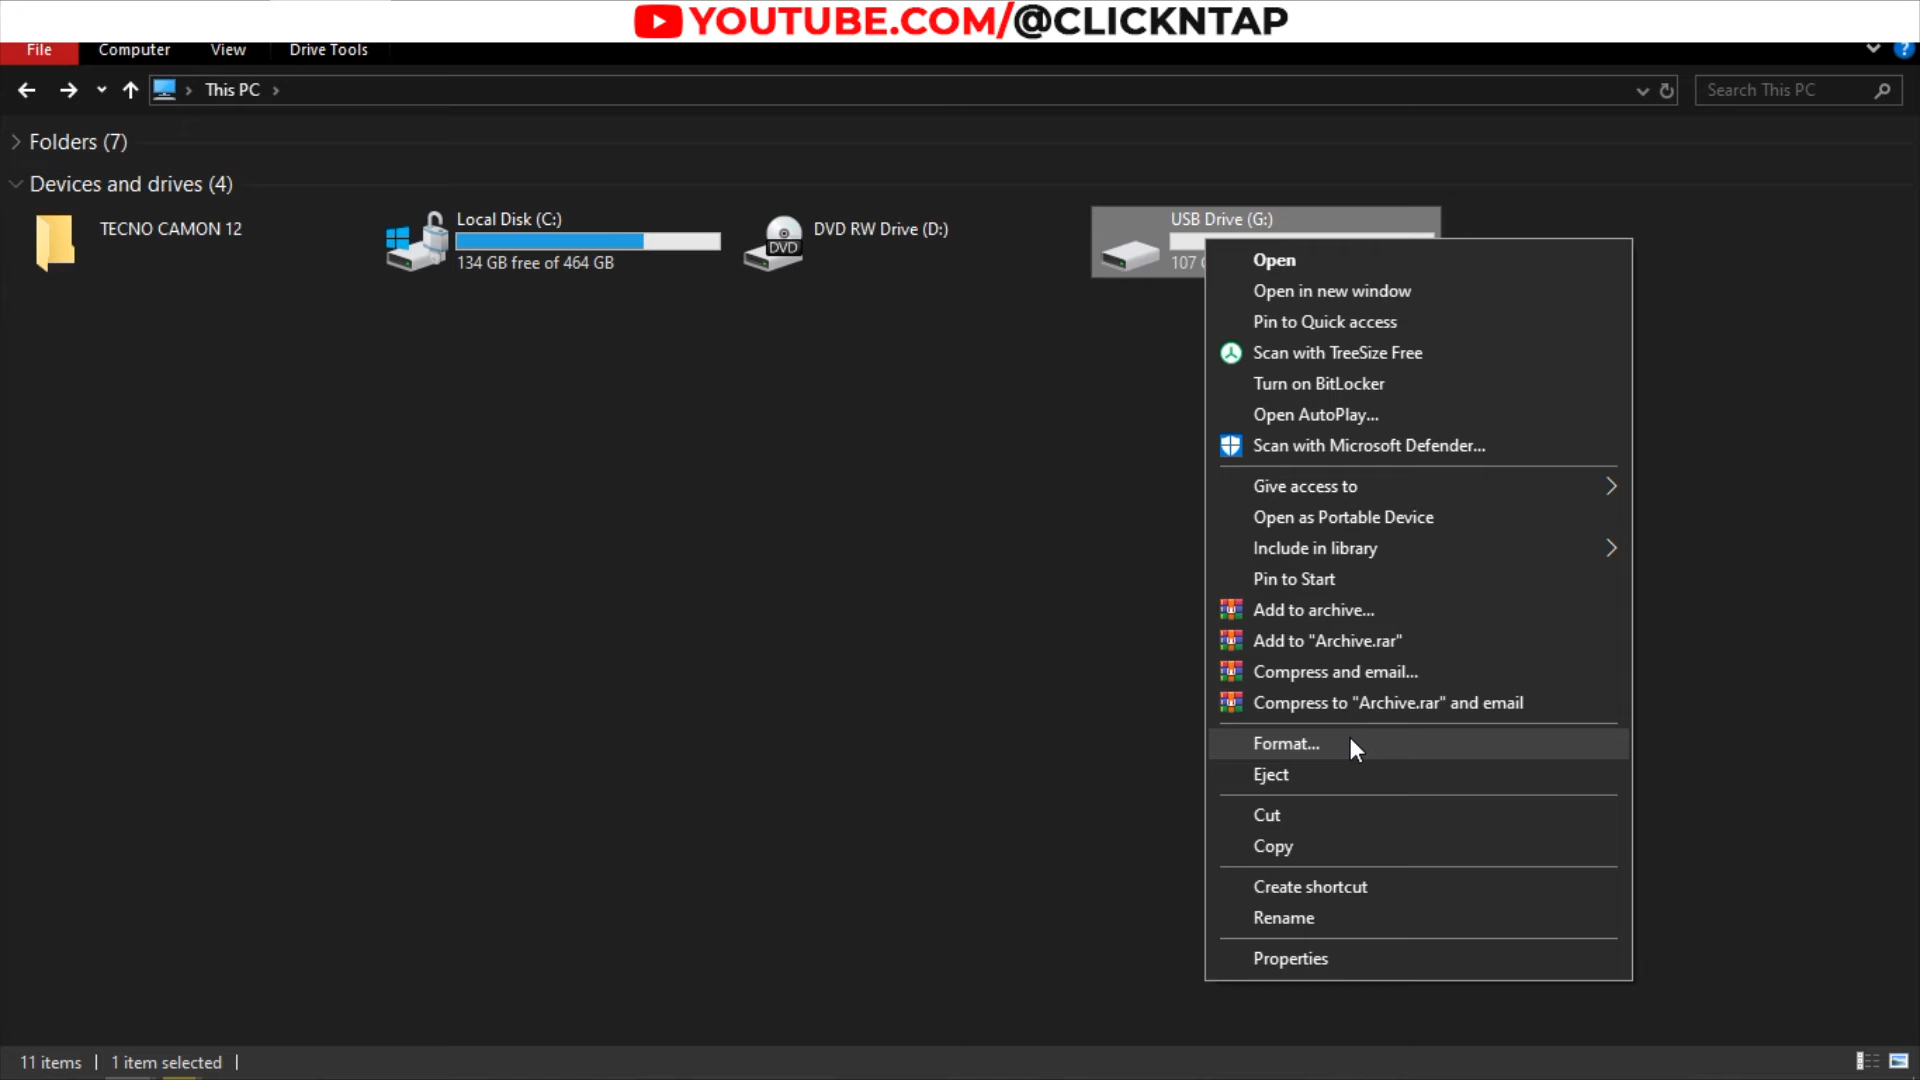 YOUTUBE.COM/@CLICKNTAP
File Computer View Drive Tools
This PC
Search This PC
Folders (7)
Devices and drives (4)
TECNO CAMON 12
Local Disk (C:)
134 GB free of 464 GB
DVD RW Drive (D:)
DVD
USB Drive (G:)
107
Open
Open in new window
Pin to Quick access
Scan with TreeSize Free
Turn on BitLocker
Open AutoPlay...
Scan with Microsoft Defender...
Give access to
Open as Portable Device
Include in library
Pin to Start
Add to archive...
Add to "Archive.rar"
Compress and email...
Compress to "Archive.rar" and email
Format...
Eject
Cut
Copy
Create shortcut
Rename
Properties
11 items 1 item selected